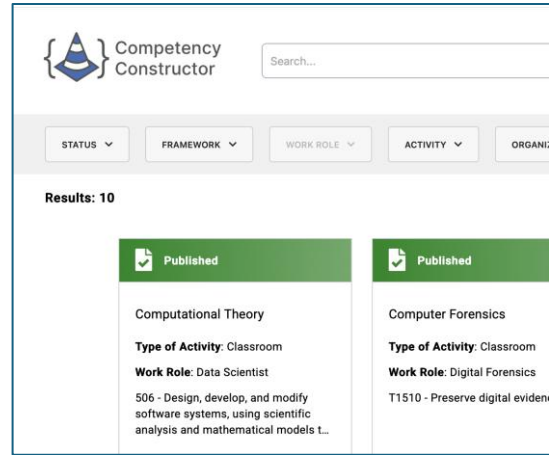 Competency
Constructor
Search...
STATUS
FRAMEWORK
WORK ROLE
ACTIVITY
Results: 10
Published
Published
Computational Theory
Computer Forensics
Type of Activity: Classroom
Type of Activity: Classroom
Work Role: Data Scientist
Work Role: Digital Forensics
506 - Design, develop, and modify
software systems, using scientific
analysis and mathematical models t...
T1510 - Preserve digital